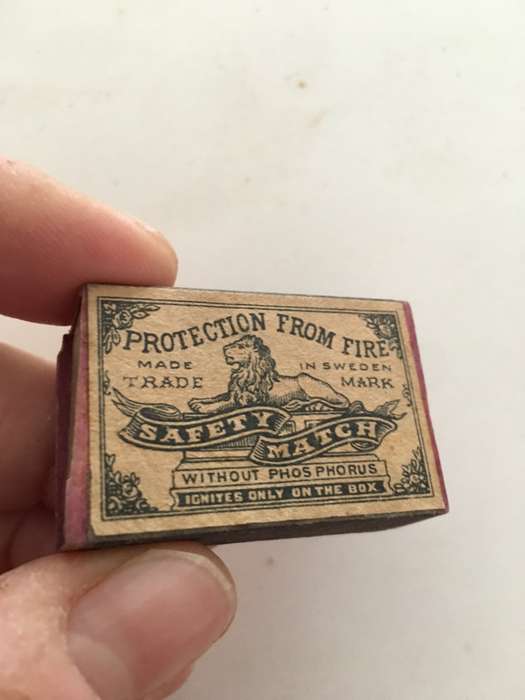 PROTECTION FROM FIRE
MADE IN SWEDEN
TRADE MARK
SAFETY MATCH
WITHOUT PHOSPHORUS
IGNITES ONLY ON THE BOX